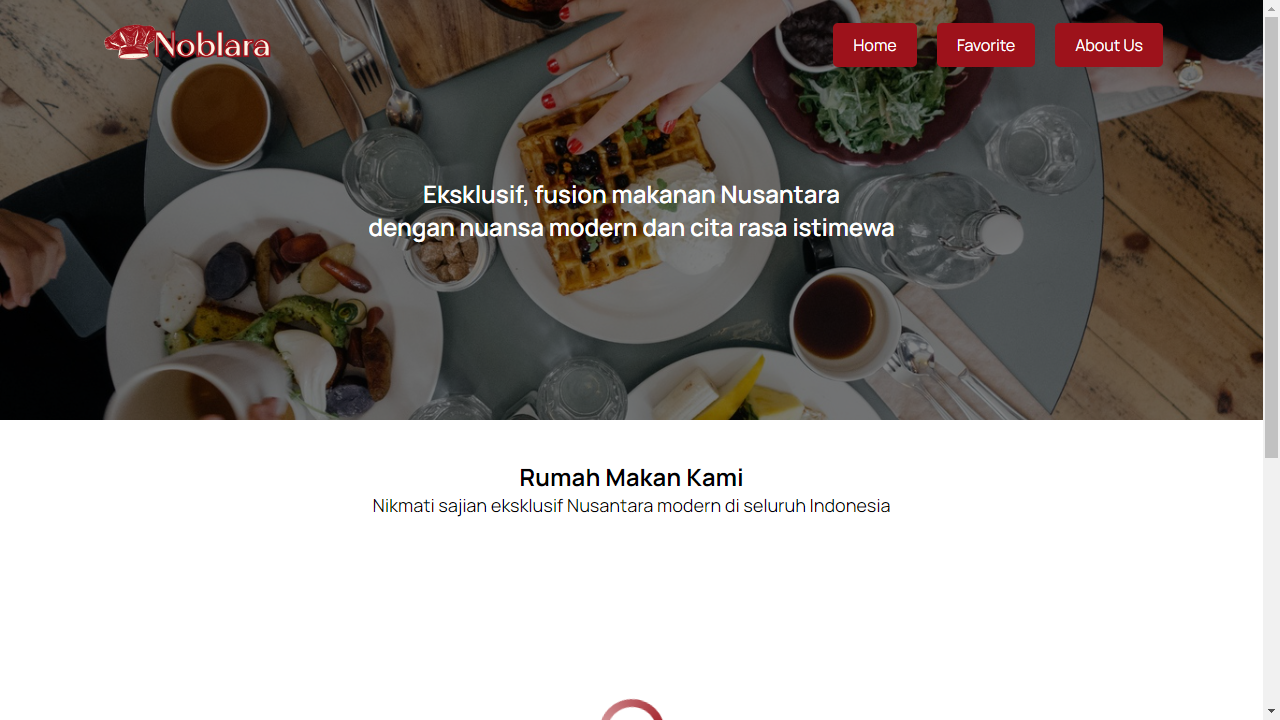 Noblara
Home
Favorite
About Us
Eksklusif, fusion makanan Nusantara
dengan nuansa modern dan cita rasa istimewa
Rumah Makan Kami
Nikmati sajian eksklusif Nusantara modern di seluruh Indonesia